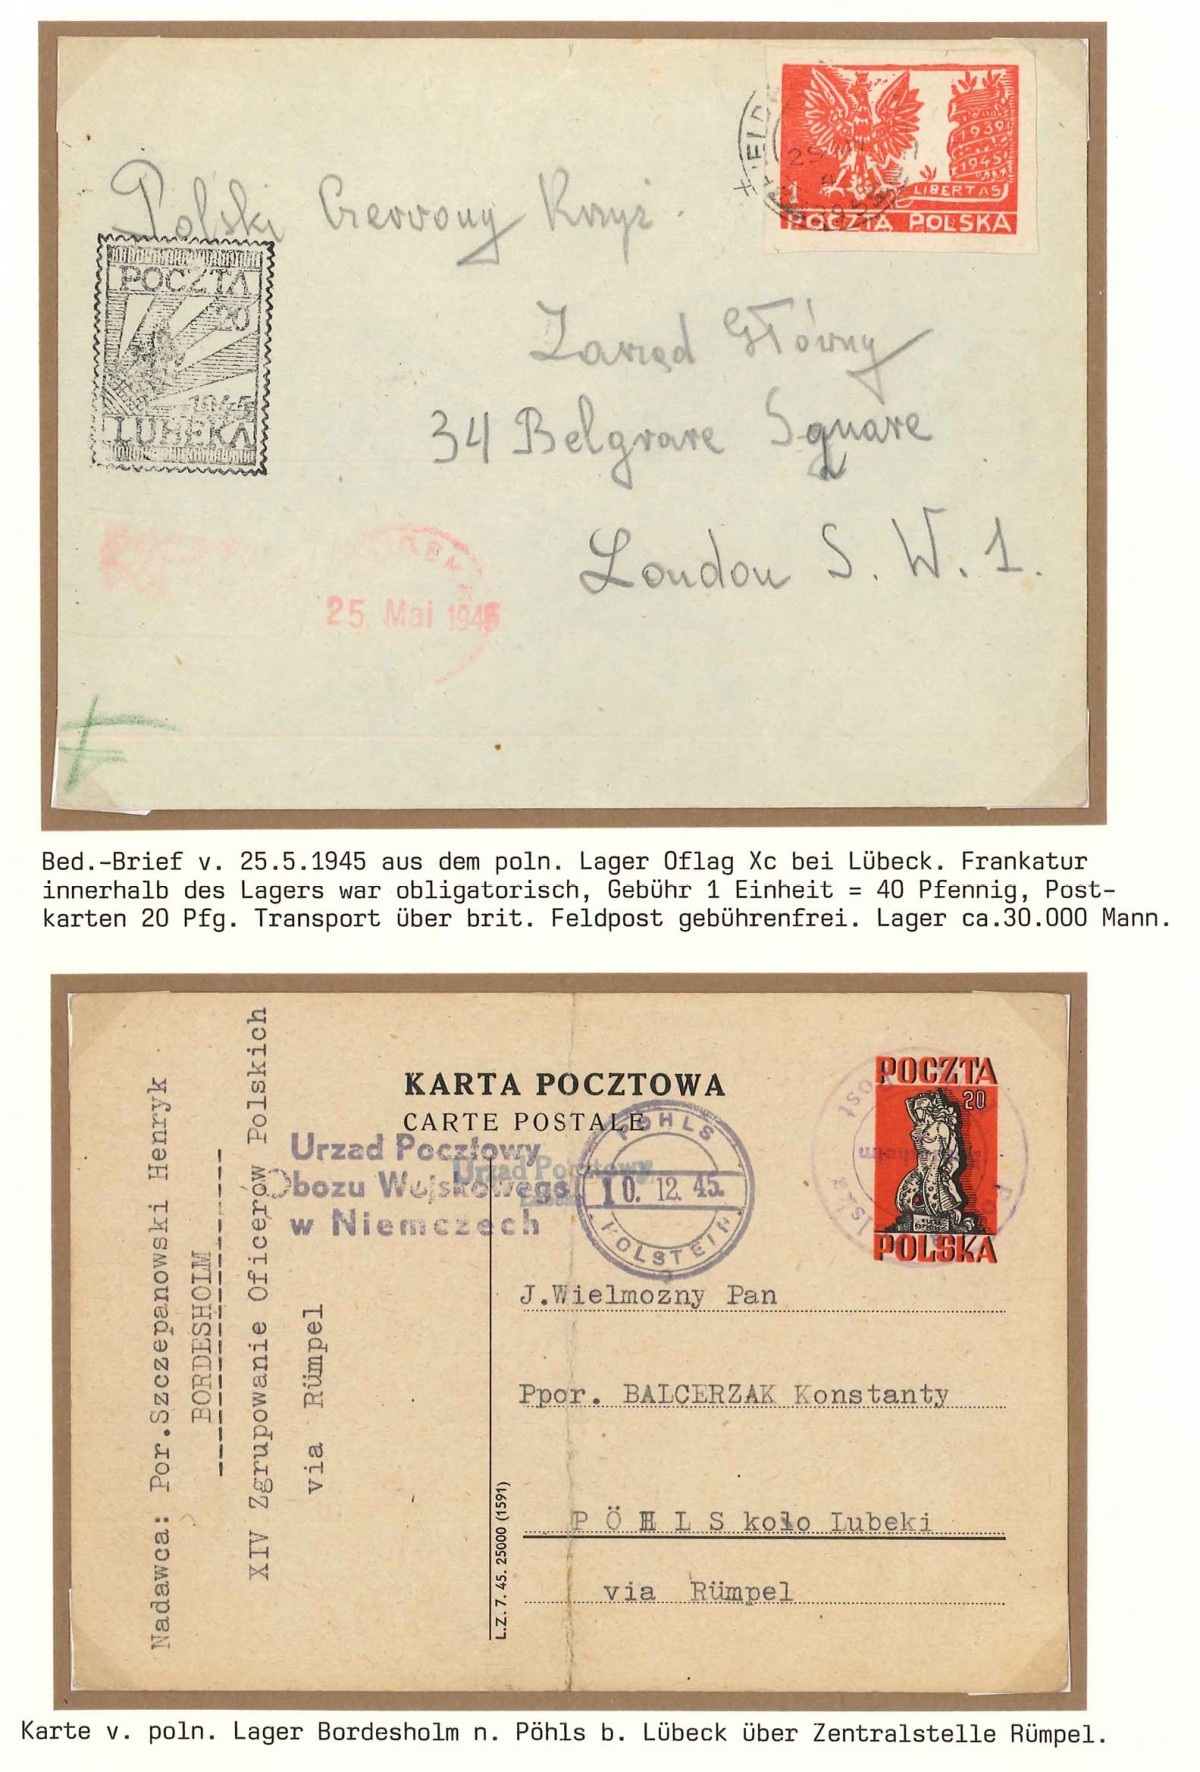 1939
1945
LIBERTAS
1
POCZTA POLSKA
Polski Czerwony Krzyż.
POCZTA
20
1945
LUBEKA
Zarząd Główny
34 Belgrave Square
London S. W. 1.
25. Mai 1945
Bed.-Brief v. 25.5.1945 aus dem poln. Lager Oflag Xc bei Lübeck. Frankatur
innerhalb des Lagers war obligatorisch, Gebühr 1 Einheit = 40 Pfennig, Post-
karten 20 Pfg. Transport über brit. Feldpost gebührenfrei. Lager ca.30.000 Mann.
Nadawca: Por.Szczepanowski Henryk
BORDESHOLM
XIV Zgrupowanie Oficerów Polskich
via Rümpel
KARTA POCZTOWA
CARTE POSTALE
Urzad Pocztowy
Obozu Wojskowego
w Niemczech
Urzad Pocztowy
PÖHLS
10. 12. 45.
HOLSTEIN
POCZTA
20
POLSKA
J.Wielmozny Pan
Ppor. BALCERZAK Konstanty
PÖHLS koło Lubeki
via Rümpel
L.Z. 7. 45. 25000 (1591)
Karte v. poln. Lager Bordesholm n. Pöhls b. Lübeck über Zentralstelle Rümpel.